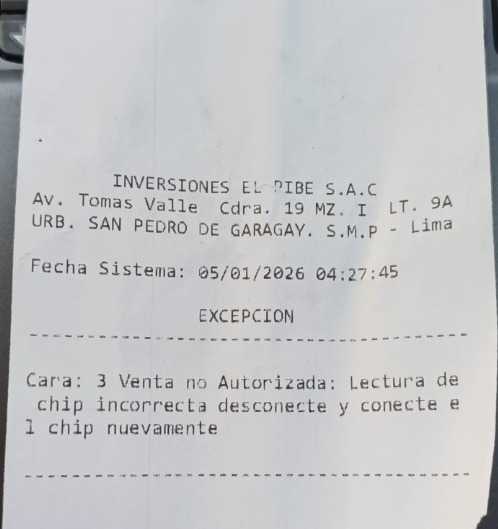 INVERSIONES EL PIBE S.A.C
Av. Tomas Valle Cdra. 19 MZ. I LT. 9A
URB. SAN PEDRO DE GARAGAY. S.M.P - Lima
Fecha Sistema: 05/01/2026 04:27:45
EXCEPCION
Cara: 3 Venta no Autorizada: Lectura de
chip incorrecta desconecte y conecte e
l chip nuevamente